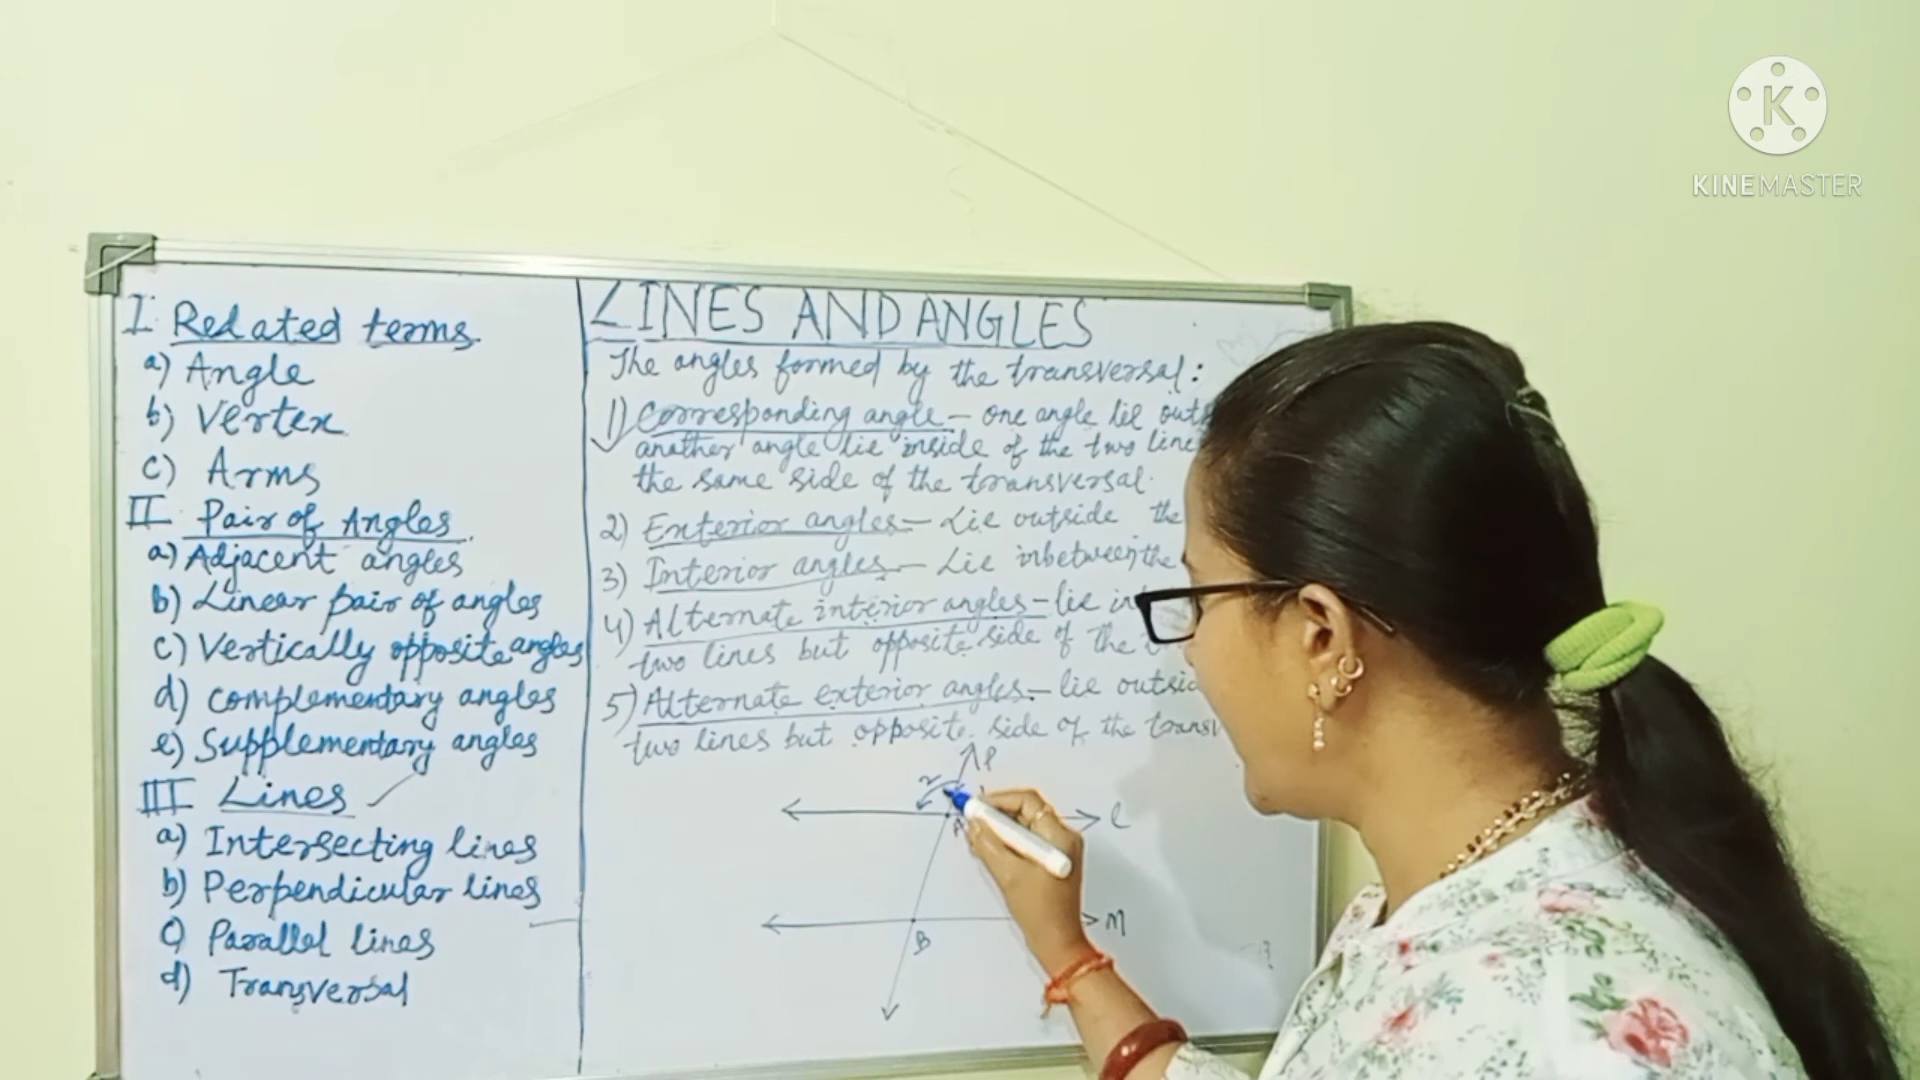 KINEMASTER
I Related terms
a) Angle
b) Vertex
c) Arms
II Pair of Angles
a) Adjacent angles
b) Linear pair of angles
c) Vertically opposite angles
d) complementary angles
e) Supplementary angles
III Lines
a) Intersecting lines
b) Perpendicular lines
c) Parallel lines
d) Transversal
LINES AND ANGLES
The angles formed by the transversal:
1) Corresponding angle - one angle lie
another angle lie inside of the two
the same side of the transversal.
2) Exterior angles - Lie outside the
3) Interior angles - Lie inbetween the
4) Alternate interior angles - lie
two lines but opposite side of the
5) Alternate exterior angles - lie
two lines but opposite side of the
P
2
A
l
B
M